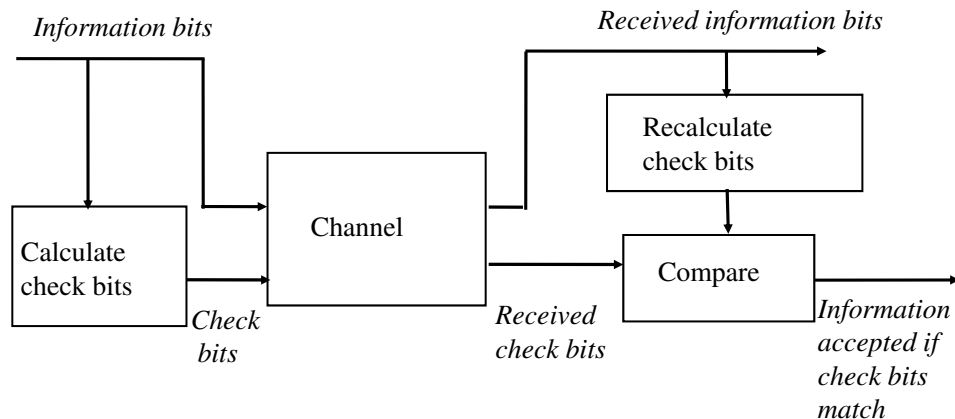 Information bits
Received information bits
Recalculate
check bits
Channel
Calculate
check bits
Compare
Check
bits
Received
check bits
Information
accepted if
check bits
match